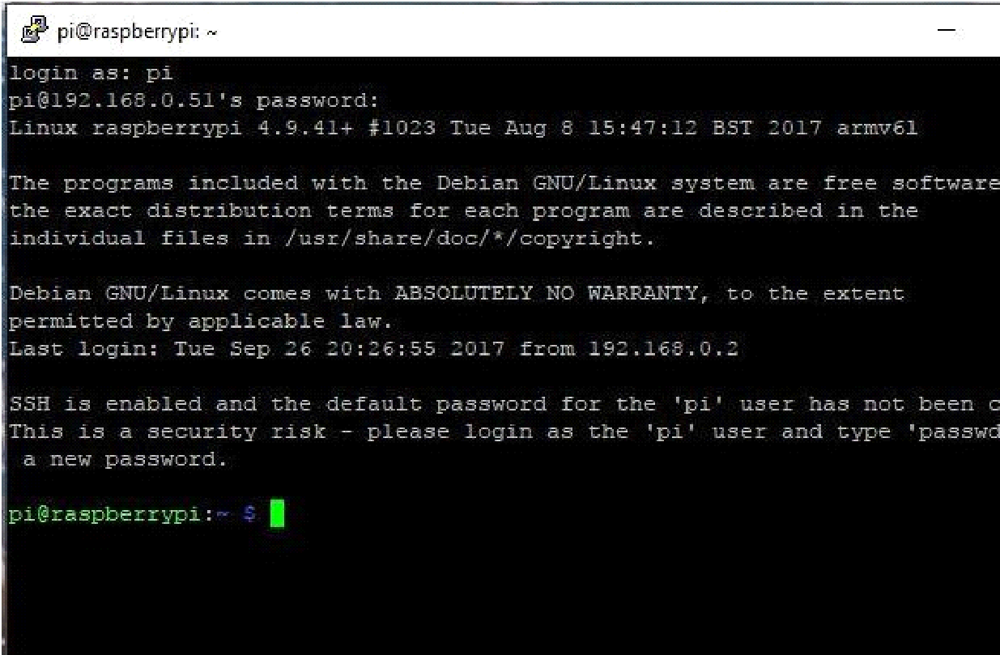 pi@raspberrypi: ~
login as: pi
pi@192.168.0.51's password:
Linux raspberrypi 4.9.41+ #1023 Tue Aug 8 15:47:12 BST 2017 armv6l
The programs included with the Debian GNU/Linux system are free software
the exact distribution terms for each program are described in the
individual files in /usr/share/doc/*/copyright.
Debian GNU/Linux comes with ABSOLUTELY NO WARRANTY, to the extent
permitted by applicable law.
Last login: Tue Sep 26 20:26:55 2017 from 192.168.0.2
SSH is enabled and the default password for the 'pi' user has not been c
This is a security risk - please login as the 'pi' user and type 'passwd
a new password.
pi@raspberrypi:~ $